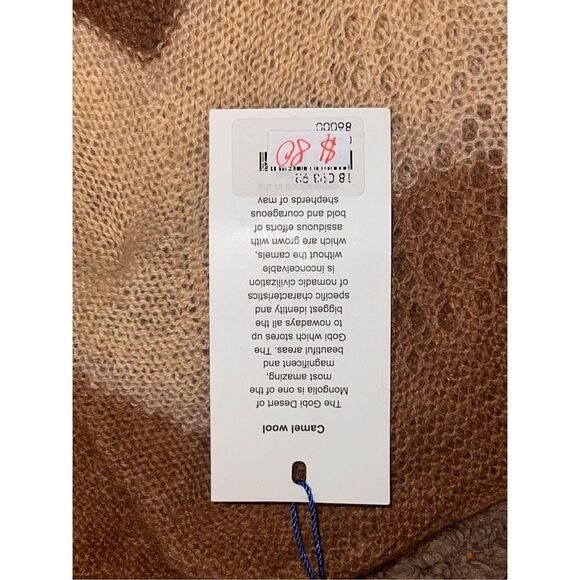 Camel wool
The Gobi Desert of
Mongolia is one of the
most amazing,
magnificent and
beautiful areas. The
Gobi which stores up
to nowadays all the
biggest identity and
specific characteristics
of nomadic civilization
is inconceivable
without the camels,
which are grown with
assiduous efforts of
bold and courageous
shepherds of may
$ 80
86000